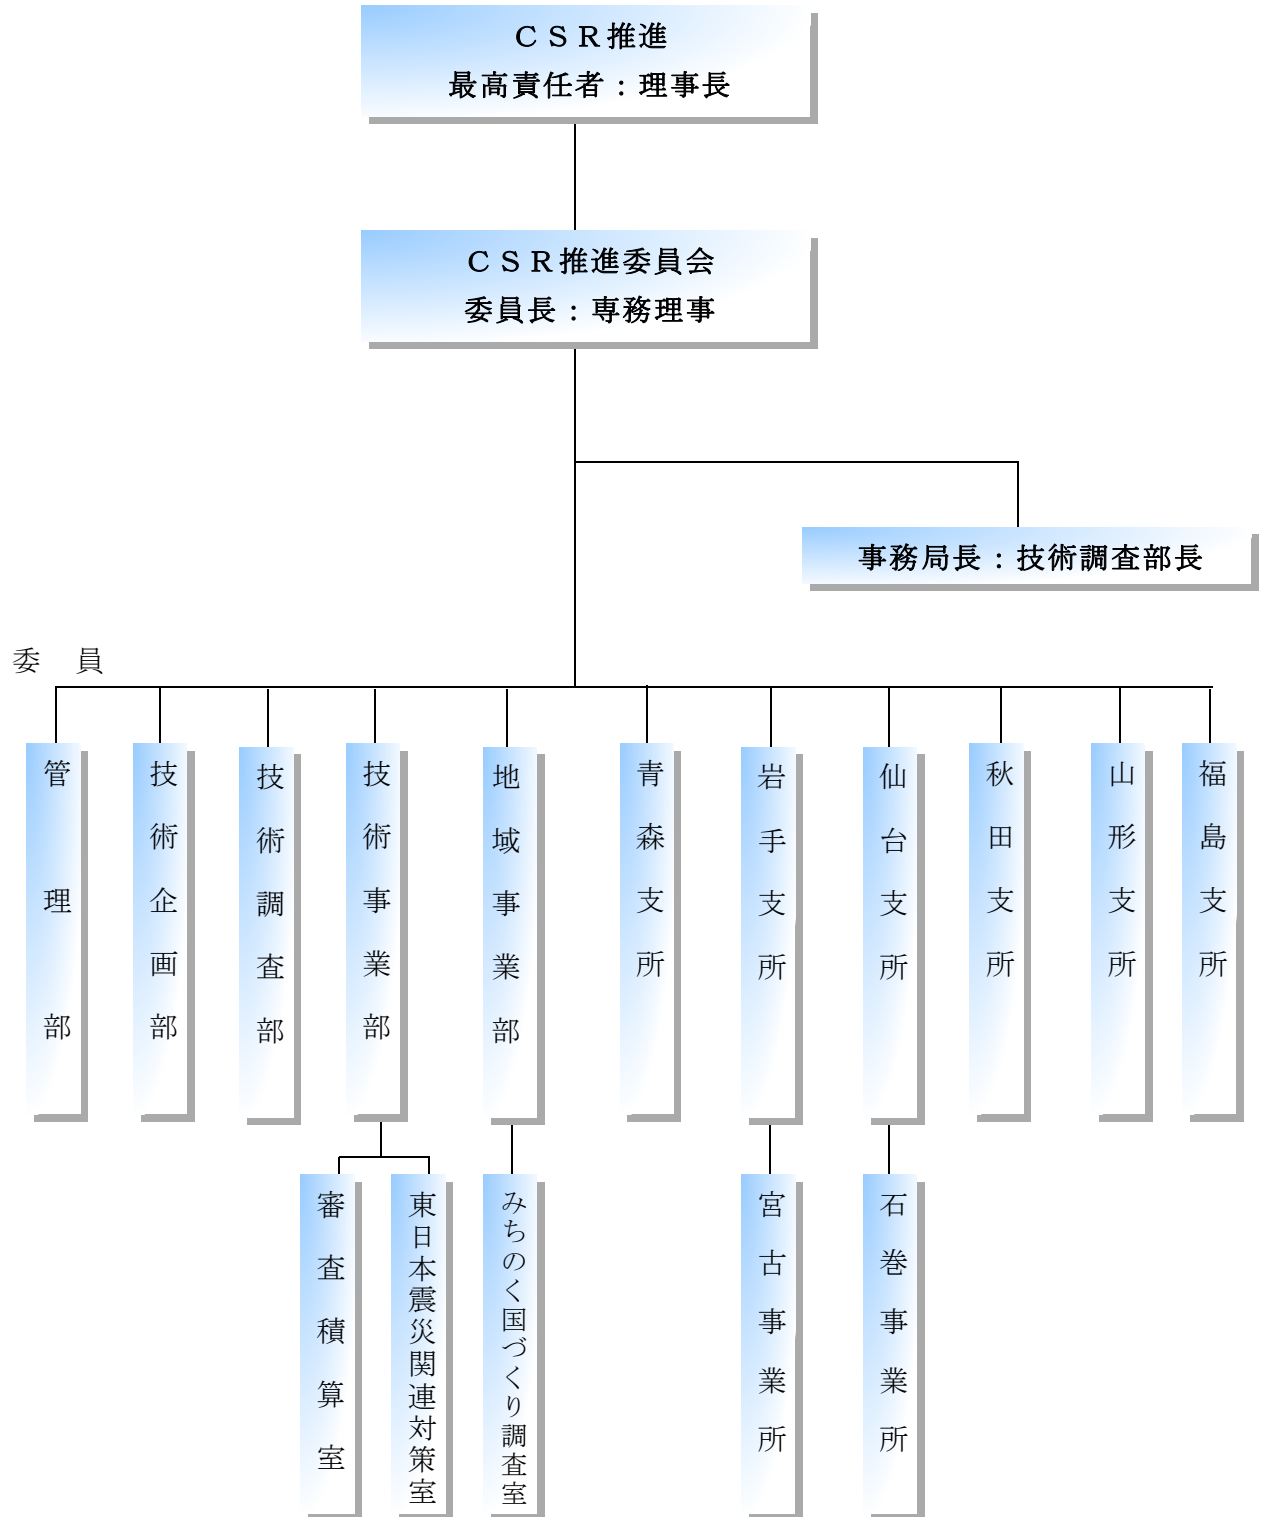 ＣＳＲ推進
最高責任者：理事長
ＣＳＲ推進委員会
委員長：専務理事
事務局長：技術調査部長
委　員
管理部
技術企画部
技術調査部
技術事業部
地域事業部
青森支所
岩手支所
仙台支所
秋田支所
山形支所
福島支所
審査積算室
東日本震災関連対策室
みちのく国づくり調査室
宮古事業所
石巻事業所